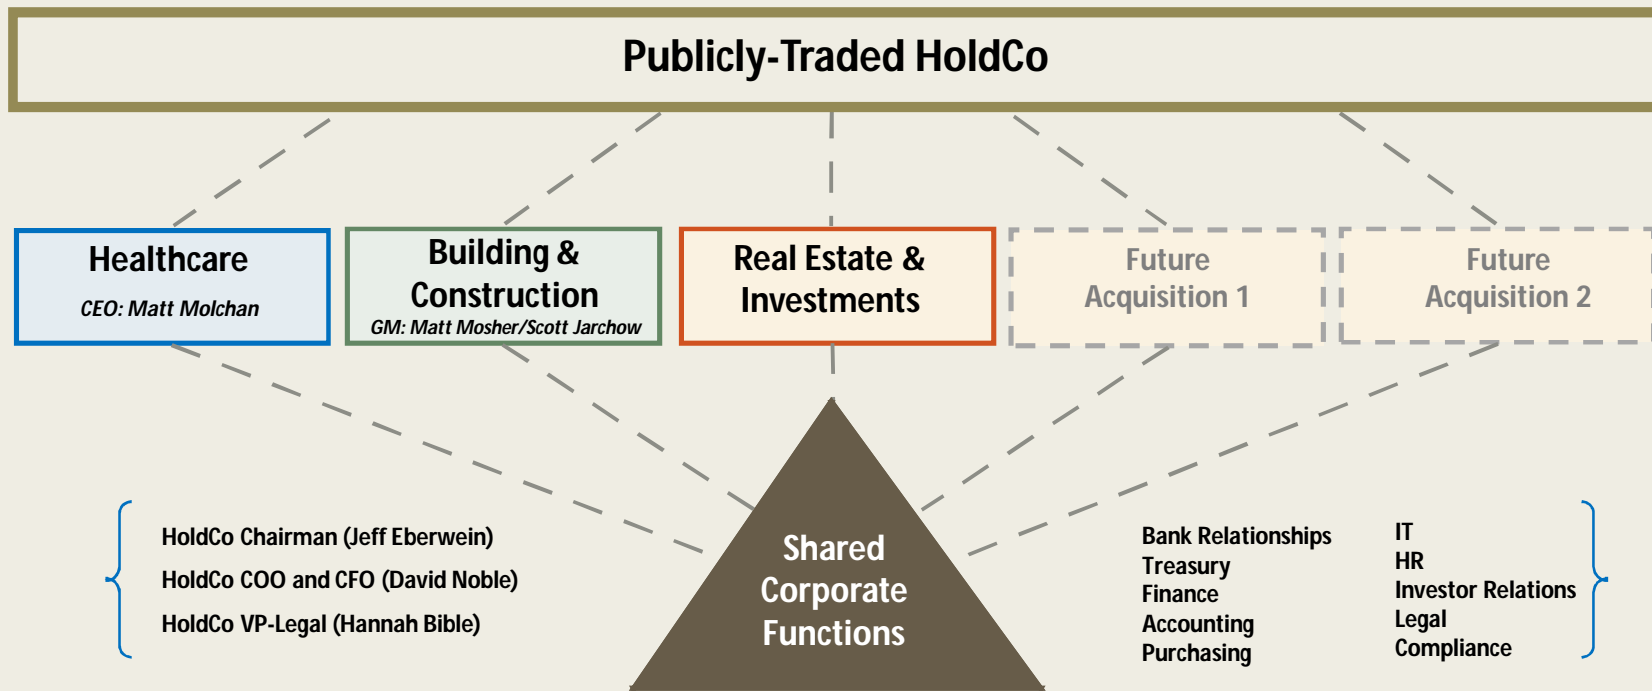 Publicly-Traded HoldCo
Healthcare
CEO: Matt Molchan
Building &
Construction
GM: Matt Mosher/Scott Jarchow
Real Estate &
Investments
Future
Acquisition 1
Future
Acquisition 2
HoldCo Chairman (Jeff Eberwein)
HoldCo COO and CFO (David Noble)
HoldCo VP-Legal (Hannah Bible)
Shared
Corporate
Functions
Bank Relationships
Treasury
Finance
Accounting
Purchasing
IT
HR
Investor Relations
Legal
Compliance